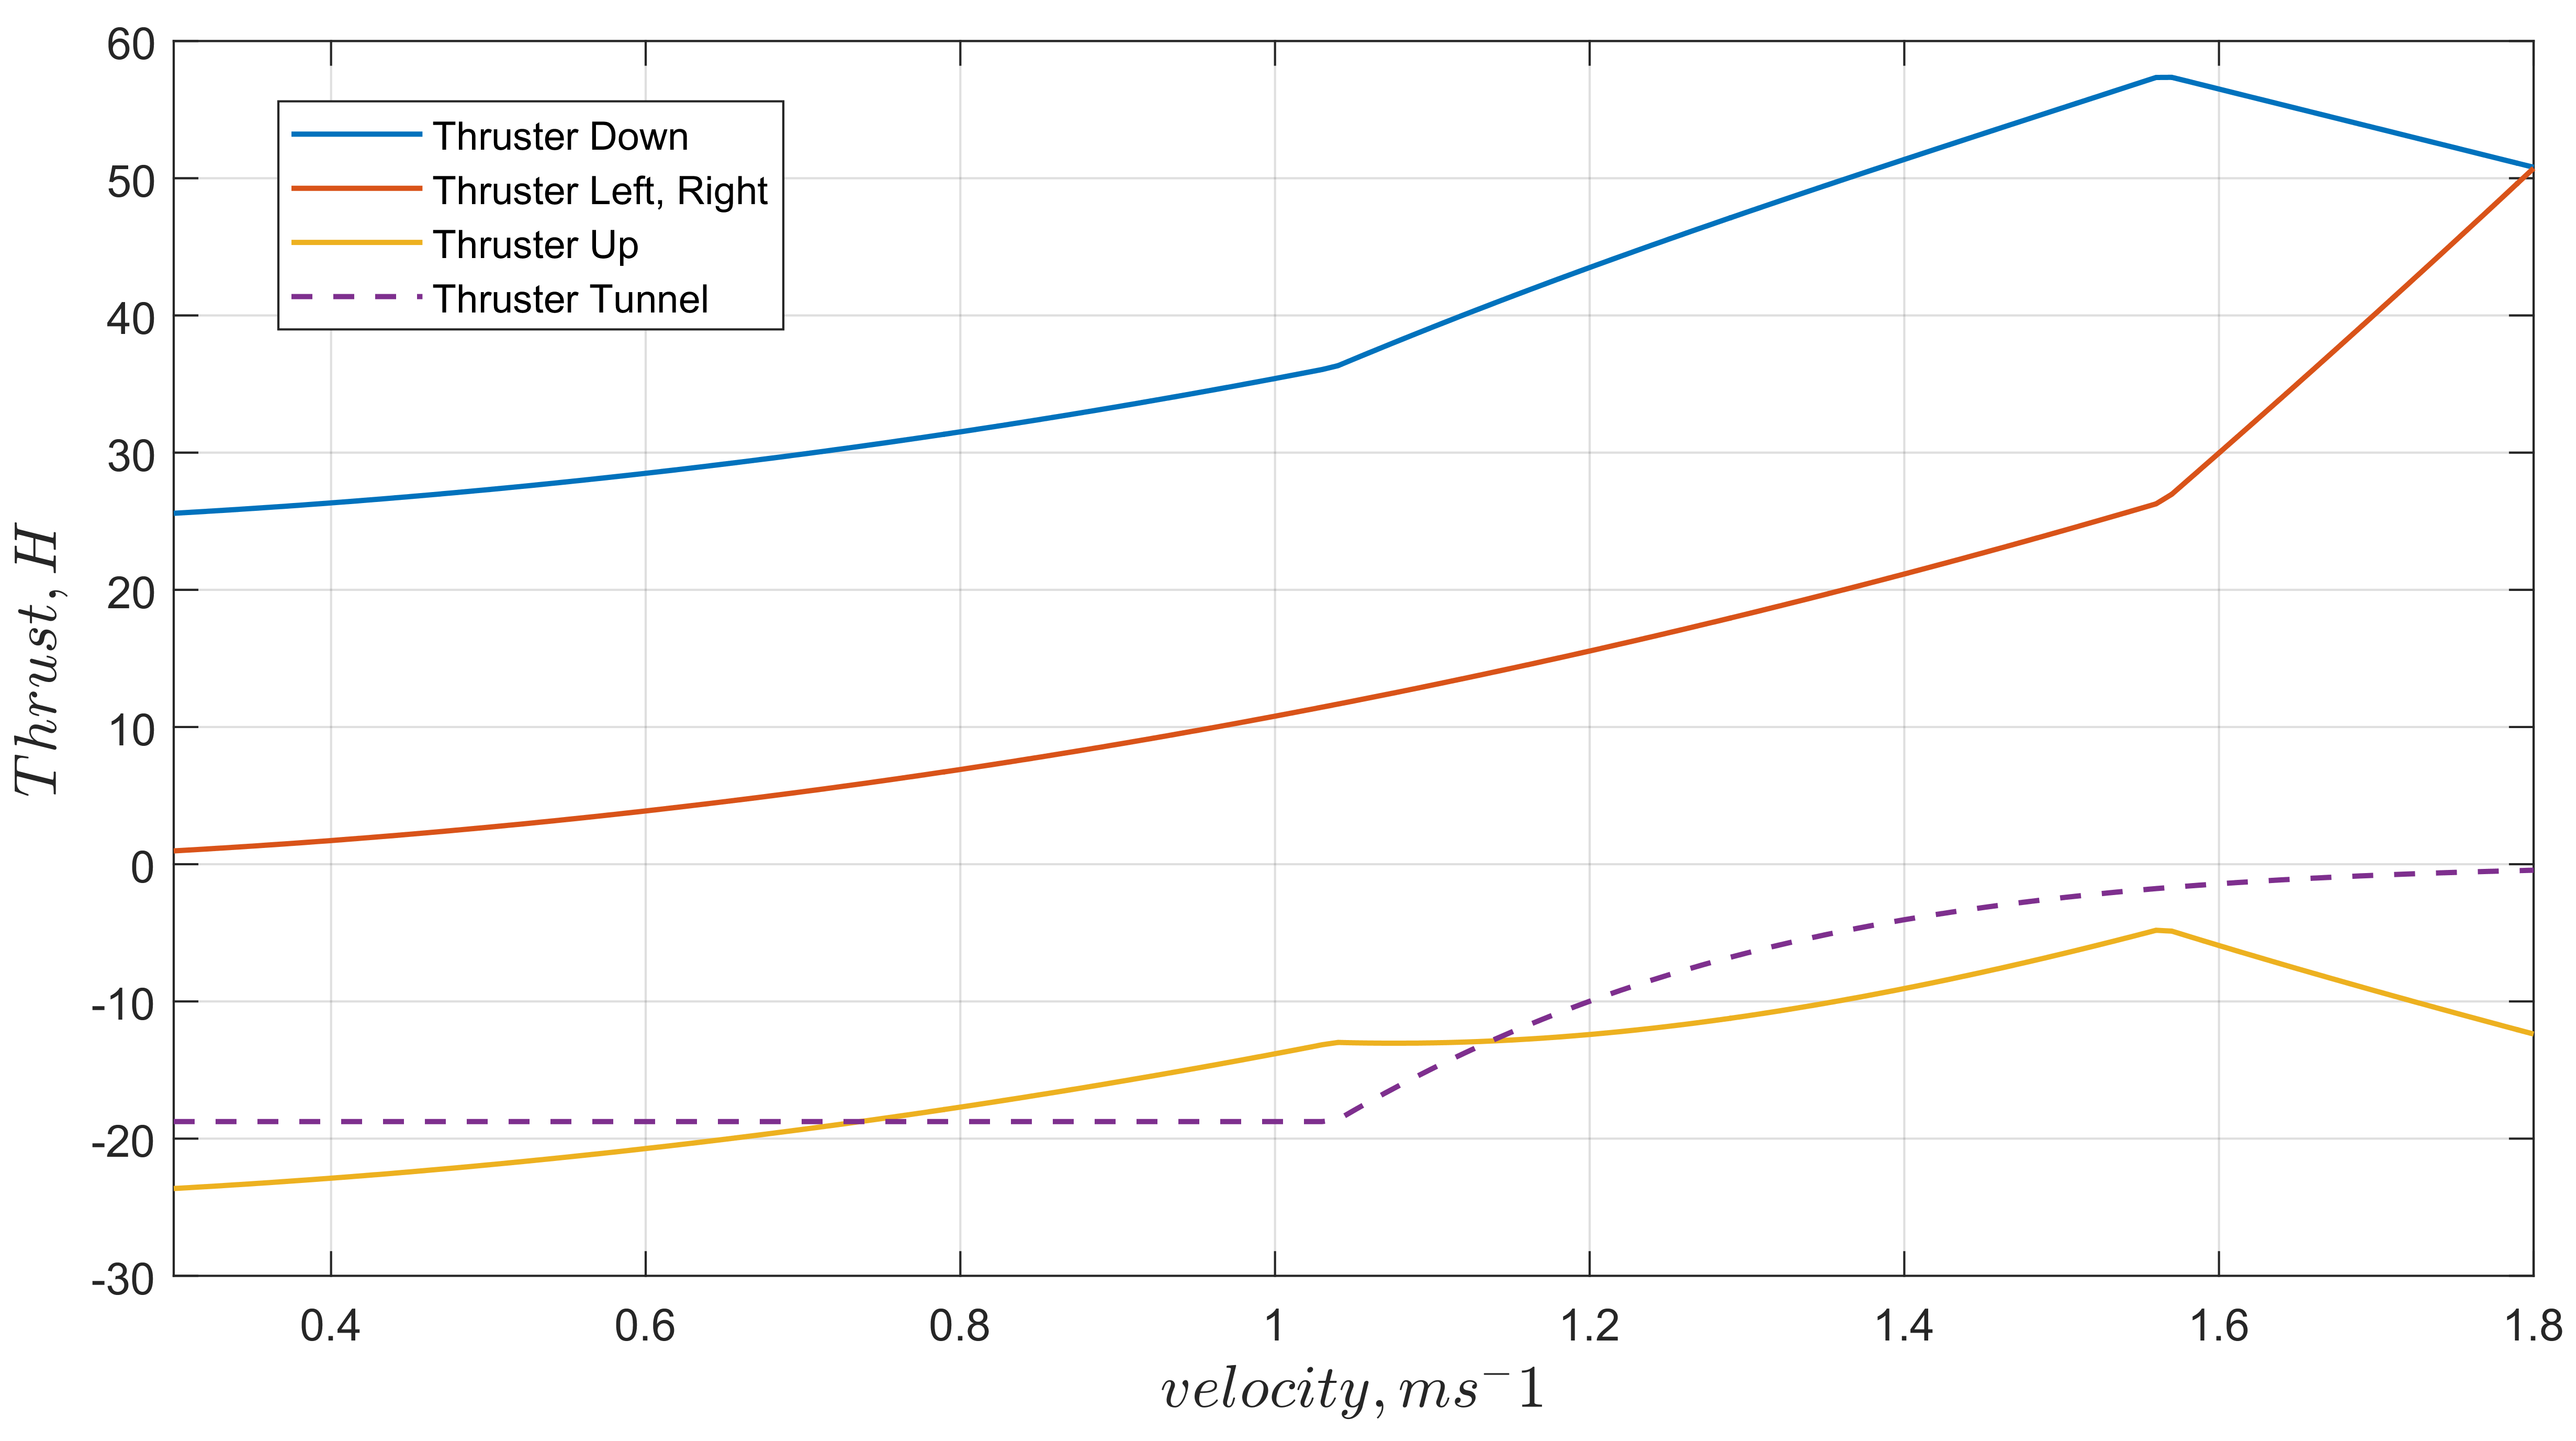 60
50
40
30
20
10
0
-10
-20
-30
Thrust, H
Thruster Down
Thruster Left, Right
Thruster Up
Thruster Tunnel
0.4 0.6 0.8 1 1.2 1.4 1.6 1.8
velocity, ms⁻1